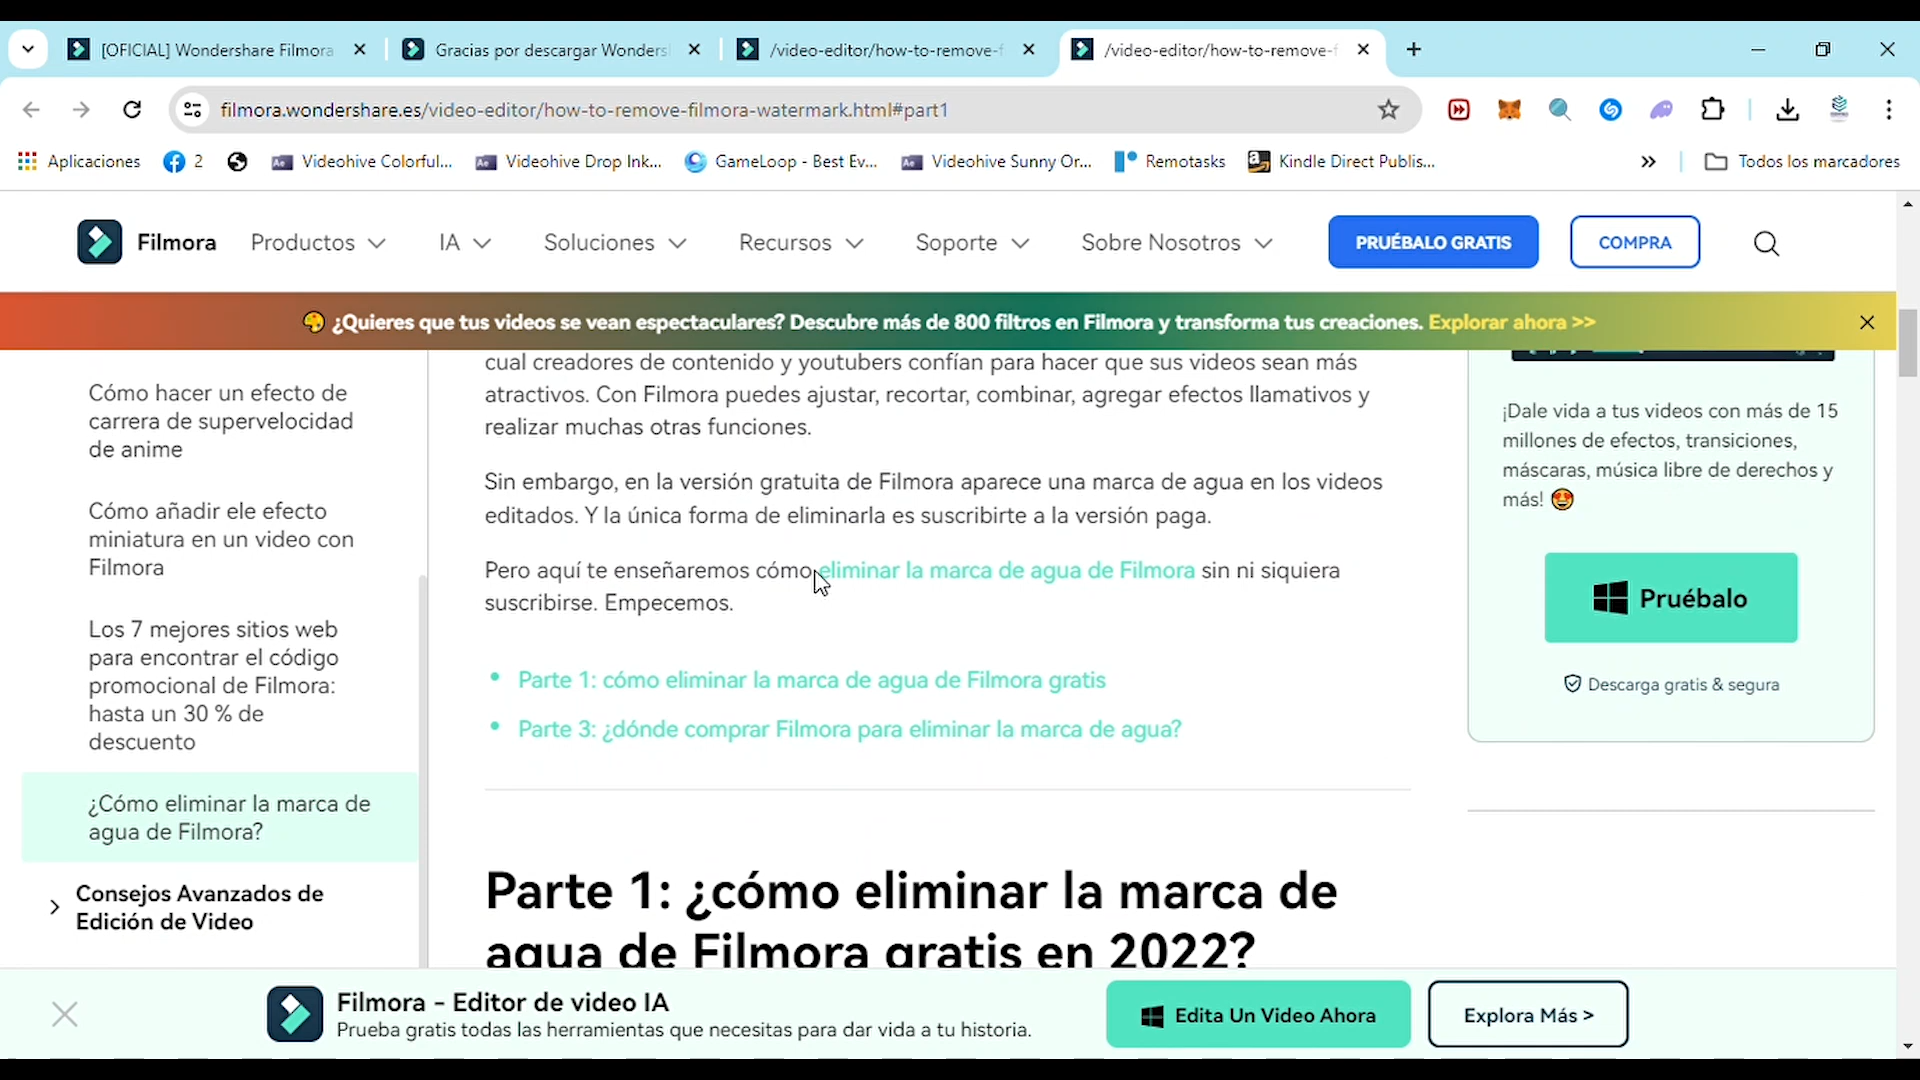 [OFICIAL] Wondershare Filmora
Gracias por descargar Wonders
/video-editor/how-to-remove-f
/video-editor/how-to-remove-f
filmora.wondershare.es/video-editor/how-to-remove-filmora-watermark.html#part1
Aplicaciones
2
Videohive Colorful...
Videohive Drop Ink...
GameLoop - Best Ev...
Videohive Sunny Or...
Remotasks
Kindle Direct Publis...
Todos los marcadores
Filmora
Productos
IA
Soluciones
Recursos
Soporte
Sobre Nosotros
PRUÉBALO GRATIS
COMPRA
¿Quieres que tus videos se vean espectaculares? Descubre más de 800 filtros en Filmora y transforma tus creaciones. Explorar ahora >>
Cómo hacer un efecto de
carrera de supervelocidad
de anime
Cómo añadir ele efecto
miniatura en un video con
Filmora
Los 7 mejores sitios web
para encontrar el código
promocional de Filmora:
hasta un 30 % de
descuento
¿Cómo eliminar la marca de
agua de Filmora?
Consejos Avanzados de
Edición de Video
cual creadores de contenido y youtubers confían para hacer que sus videos sean más
atractivos. Con Filmora puedes ajustar, recortar, combinar, agregar efectos llamativos y
realizar muchas otras funciones.
Sin embargo, en la versión gratuita de Filmora aparece una marca de agua en los videos
editados. Y la única forma de eliminarla es suscribirte a la versión paga.
Pero aquí te enseñaremos cómo eliminar la marca de agua de Filmora sin ni siquiera
suscribirse. Empecemos.
Parte 1: cómo eliminar la marca de agua de Filmora gratis
Parte 3: ¿dónde comprar Filmora para eliminar la marca de agua?
Parte 1: ¿cómo eliminar la marca de
agua de Filmora gratis en 2022?
¡Dale vida a tus videos con más de 15
millones de efectos, transiciones,
máscaras, música libre de derechos y
más!
Pruébalo
Descarga gratis & segura
Filmora - Editor de video IA
Prueba gratis todas las herramientas que necesitas para dar vida a tu historia.
Edita Un Video Ahora
Explora Más >